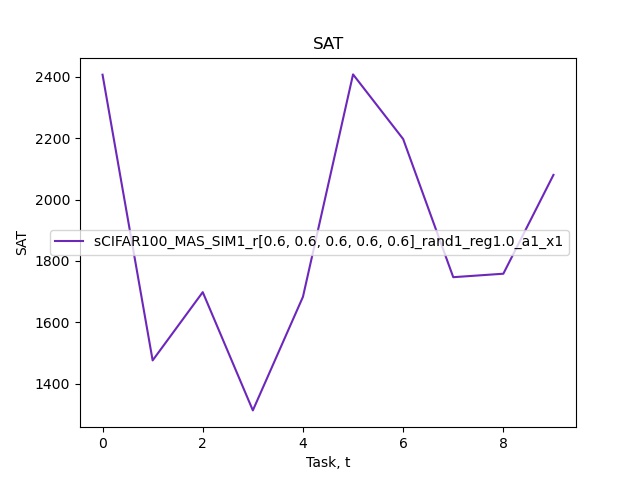 SAT
2400
2200
2000
1800
1600
1400
SAT
sCIFAR100_MAS_SIM1_r[0.6, 0.6, 0.6, 0.6, 0.6]_rand1_reg1.0_a1_x1
0 2 4 6 8
Task, t